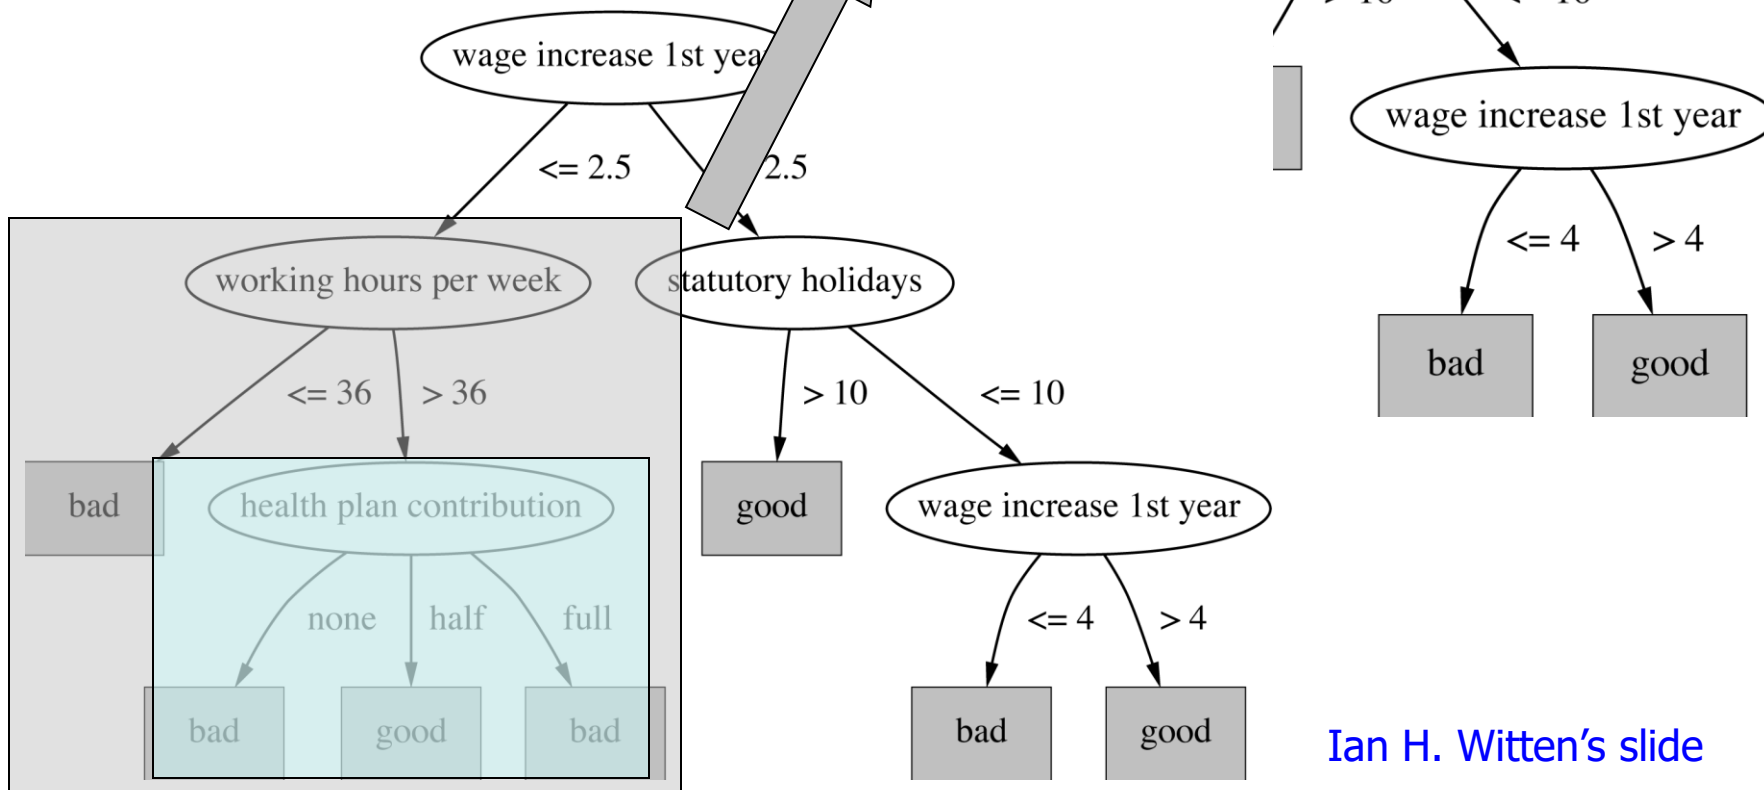 wage increase 1st yea
<= 2.5
2.5
working hours per week
statutory holidays
<= 36
> 36
> 10
<= 10
bad
health plan contribution
good
wage increase 1st year
none
half
full
<= 4
> 4
bad
good
bad
bad
good
wage increase 1st year
<= 4
> 4
bad
good
Ian H. Witten’s slide